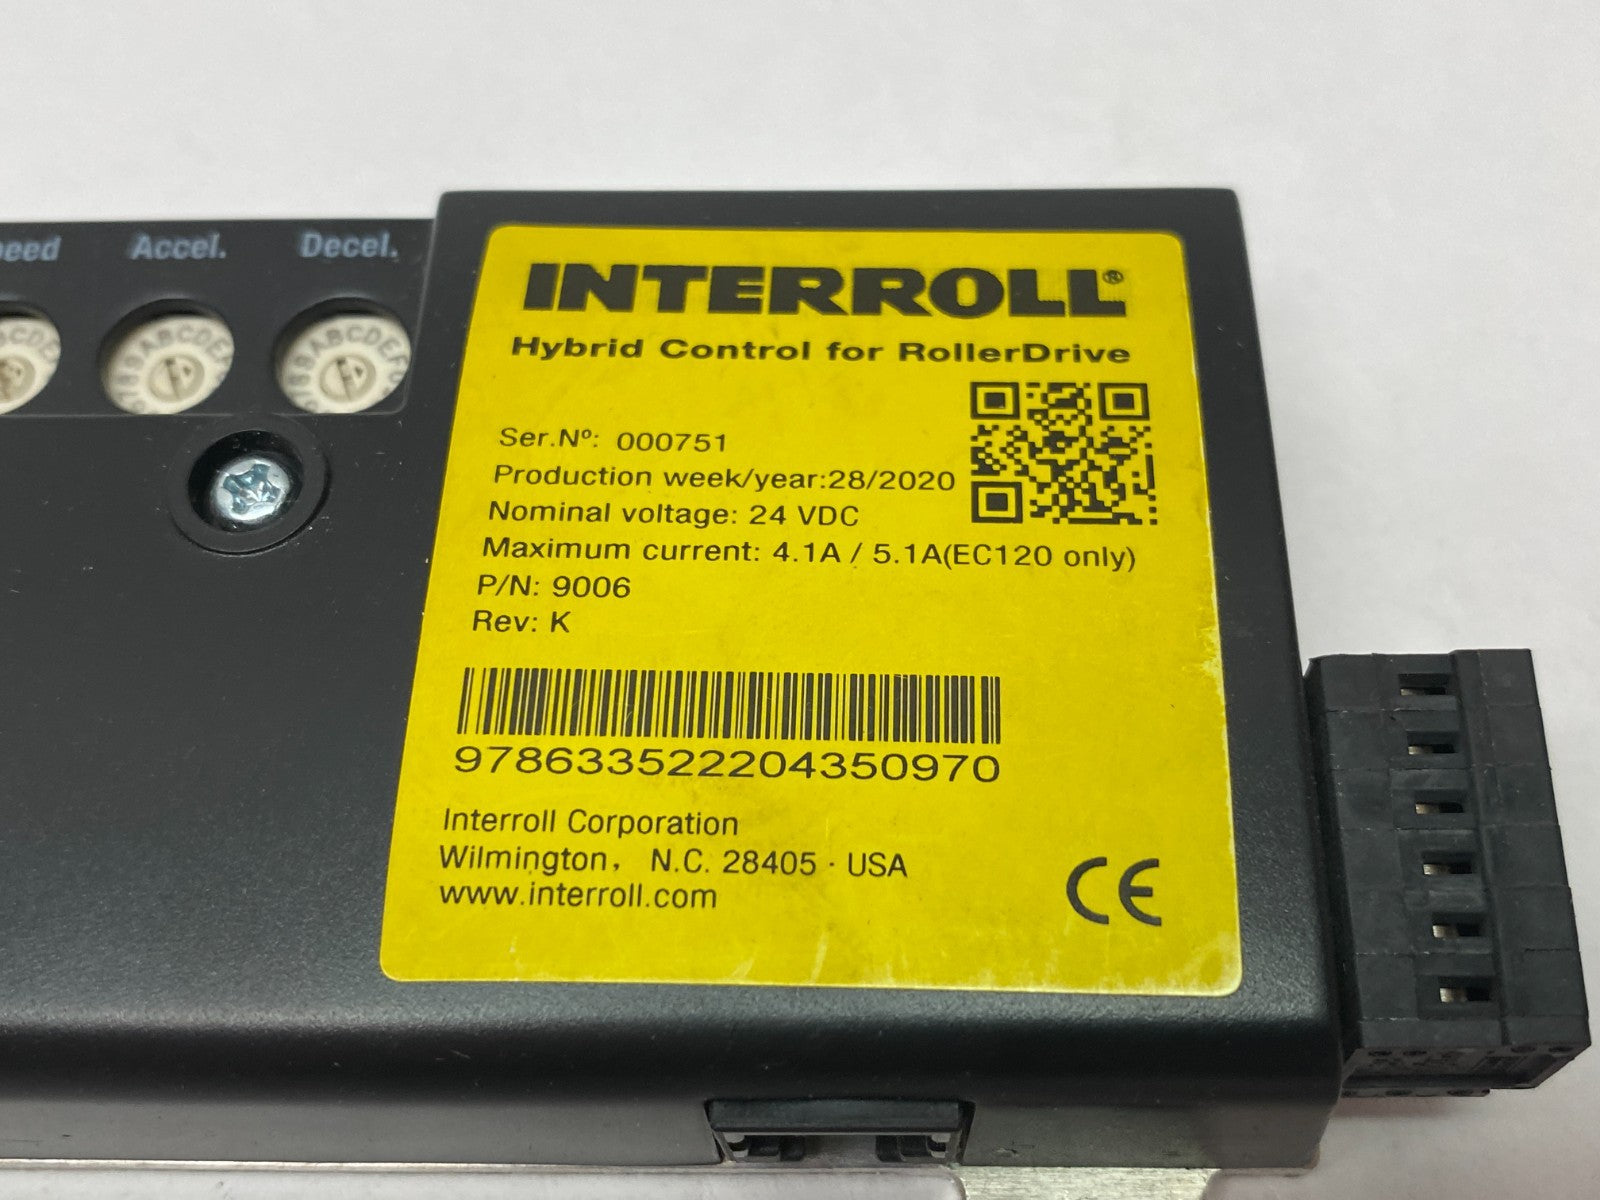 Accel. Decel.
INTERROLL®
Hybrid Control for RollerDrive
Ser.Nº: 000751
Production week/year:28/2020
Nominal voltage: 24 VDC
Maximum current: 4.1A / 5.1A(EC120 only)
P/N: 9006
Rev: K
978633522204350970
Interroll Corporation
Wilmington, N.C. 28405 · USA
www.interroll.com
CE